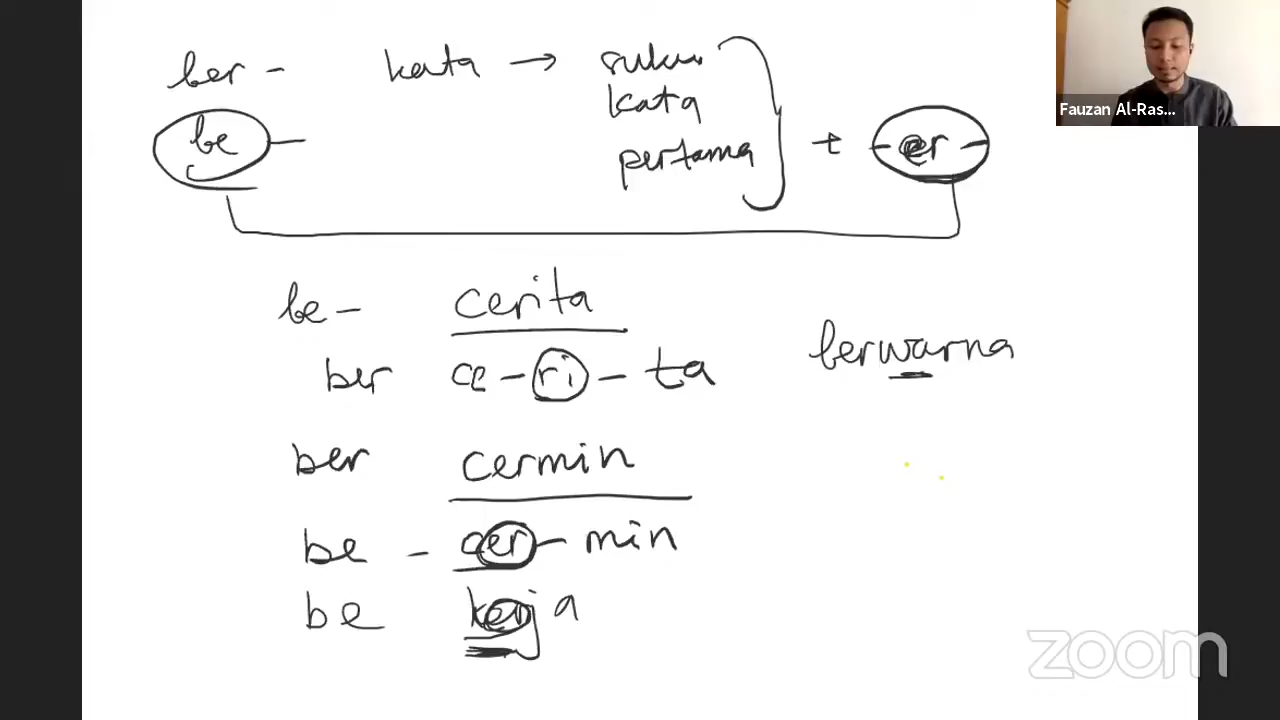 ber - kata → suku
kata
be - pertama + -er-
be - cerita
ber ce - ri - ta
berwarna
ber cermin
be - cer - min
be kerja
Fauzan Al-Ras...
zoom